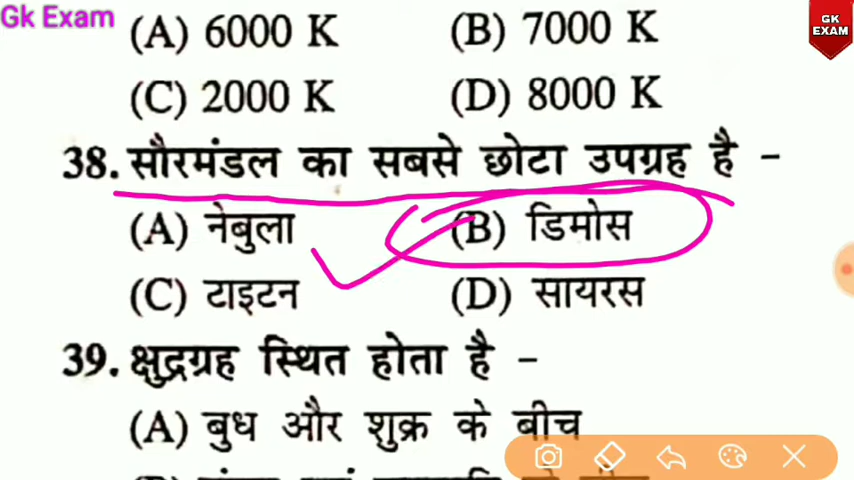 Gk Exam
GK
EXAM
(A) 6000 K (B) 7000 K
(C) 2000 K (D) 8000 K
38. सौरमंडल का सबसे छोटा उपग्रह है –
(A) नेबुला (B) डिमोस
(C) टाइटन (D) सायरस
39. क्षुद्रग्रह स्थित होता है –
(A) बुध और शुक्र के बीच